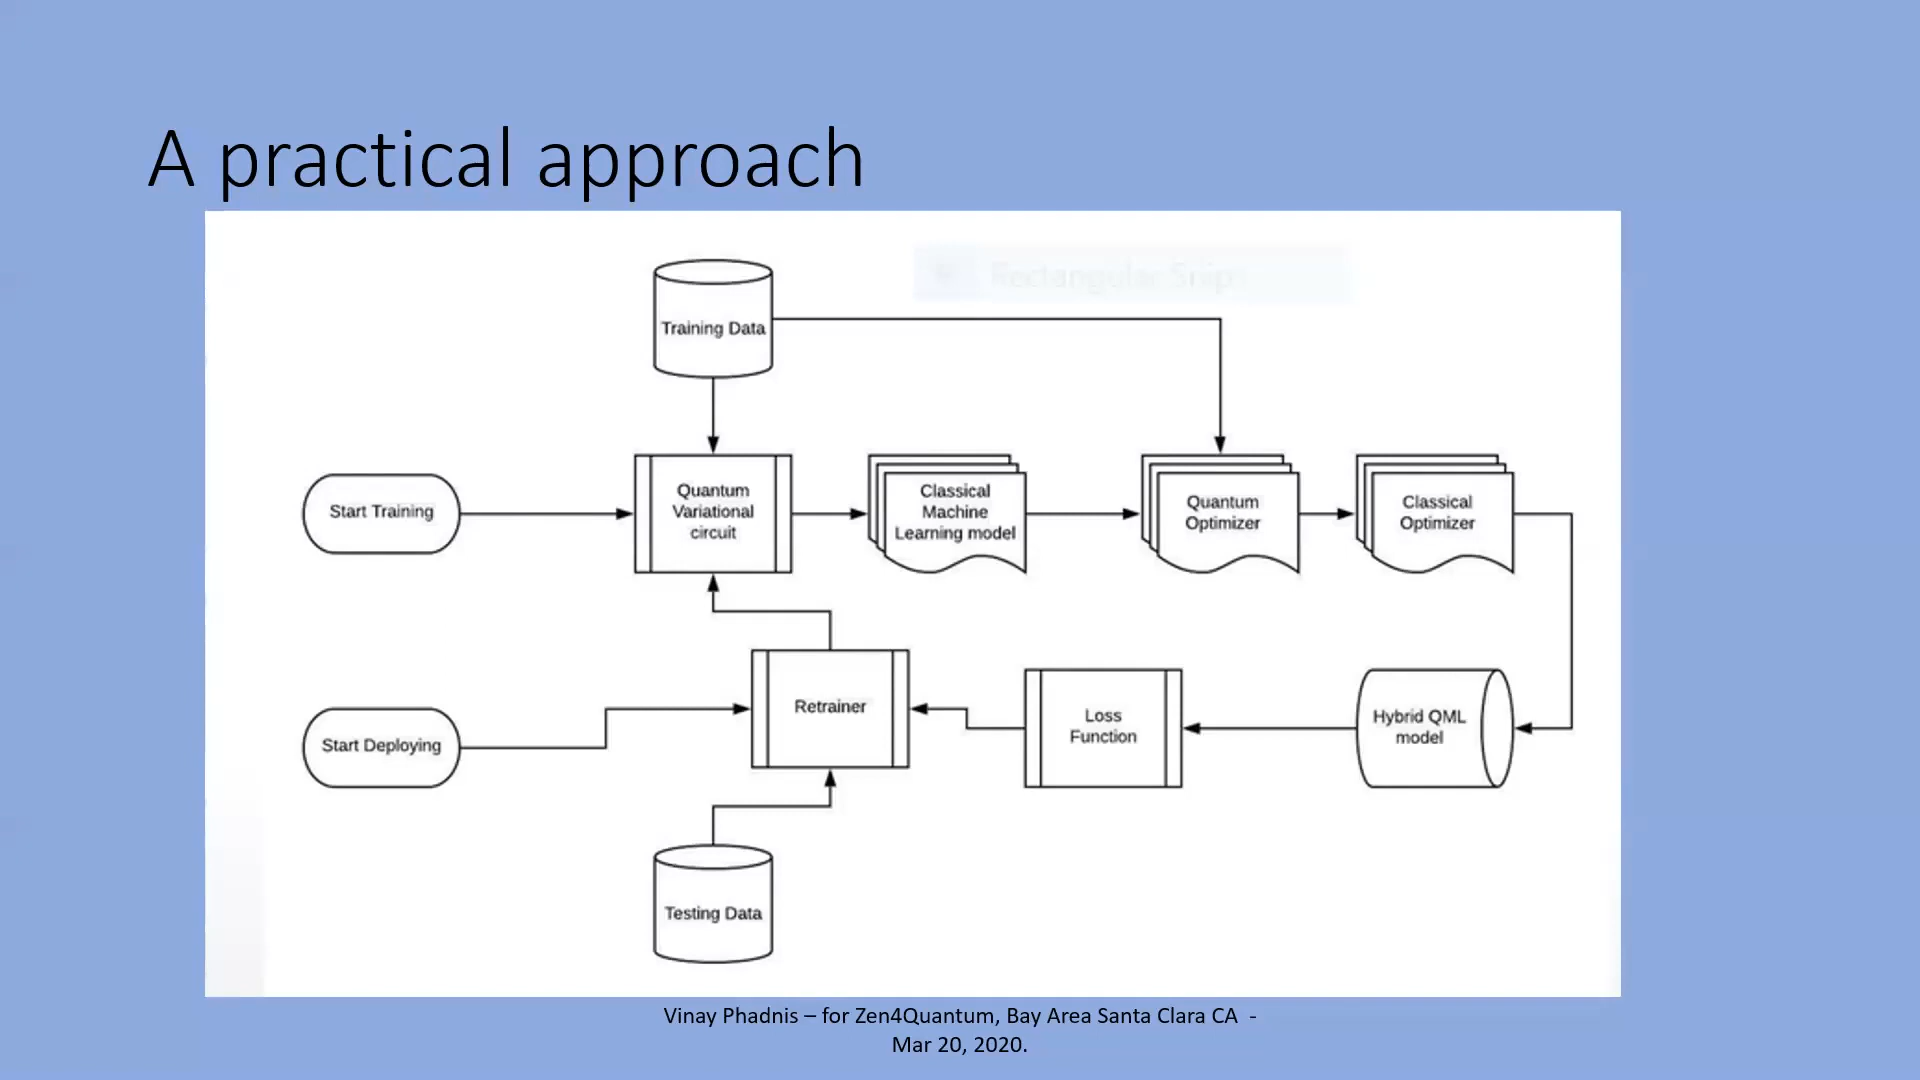 A practical approach
Rectangular Snip
Training Data
Start Training
Quantum
Variational
circuit
Classical
Machine
Learning model
Quantum
Optimizer
Classical
Optimizer
Retrainer
Start Deploying
Loss
Function
Hybrid QML
model
Testing Data
Vinay Phadnis – for Zen4Quantum, Bay Area Santa Clara CA -
Mar 20, 2020.